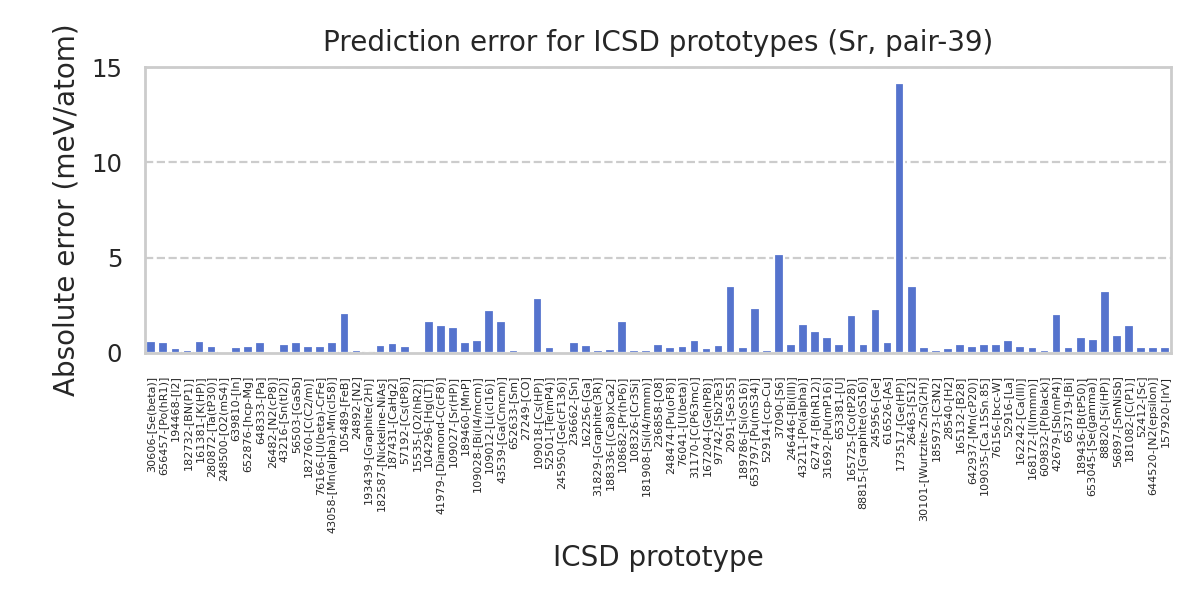 Prediction error for ICSD prototypes (Sr, pair-39)
Absolute error (meV/atom)
15
10
5
0
30606-[Se(beta)]
656457-[Po(hR1)]
194468-[I2]
182732-[BN(P1)]
161381-[K(HP)]
280872-[Ba(tP30)]
248500-[O2(mS4)]
639810-[In]
652876-[hcp-Mg]
648333-[Pa]
26482-[N2(cP8)]
43216-[Sn(tI2)]
56503-[GaSb]
182760-[C(C2/m)]
76166-[U(beta)-CrFe]
43058-[Mn(alpha)-Mn(cI58)]
105489-[FeB]
24892-[N2]
193439-[Graphite(2H)]
182587-[Nickeline-NiAs]
187431-[CaHg2]
57192-[Cs(tP8)]
15535-[O2(hR2)]
104296-[Hg(LT)]
41979-[Diamond-C(cF8)]
109027-[Sr(HP)]
189460-[MnP]
109028-[Bi(I4/mcm)]
109012-[Li(cI16)]
43539-[Ga(Cmcm)]
652633-[Sm]
27249-[CO]
109018-[Cs(HP)]
52501-[Te(mP4)]
245950-[Ge(cF136)]
236662-[Sn]
162256-[Ga]
31829-[Graphite(3R)]
188336-[(Ca8)xCa2]
108682-[Pr(hP6)]
108326-[Cr3Si]
181908-[Si(I4/mmm)]
236858-[O8]
248474-[Pu(oF8)]
76041-[U(beta)]
31170-[C(P63mc)]
167204-[Ge(hP8)]
97742-[Sb2Te3]
2091-[Se3S5]
189786-[Si(oS16)]
653797-[Pu(mS34)]
52914-[ccp-Cu]
37090-[S6]
246446-[Bi(III)]
43211-[Po(alpha)]
62747-[B(hR12)]
31692-[Pu(mP16)]
653381-[U]
165725-[Co(tP28)]
88815-[Graphite(oS16)]
245956-[Ge]
616526-[As]
173517-[Ge(HP)]
26463-[S12]
30101-[Wurtzite-ZnS(2H)]
185973-[C3N2]
28540-[H2]
165132-[B28]
642937-[Mn(cP20)]
109035-[Ca.15Sn.85]
76156-[bcc-W]
52916-[La]
162242-[Ca(III)]
168172-[I(Immm)]
609832-[P(black)]
42679-[Sb(mP4)]
653719-[Bi]
189436-[B(tP50)]
653045-[Se(gamma)]
88820-[Si(HP)]
56897-[SmNiSb]
181082-[C(P1)]
52412-[Sc]
644520-[N2(epsilon)]
157920-[IrV]
ICSD prototype